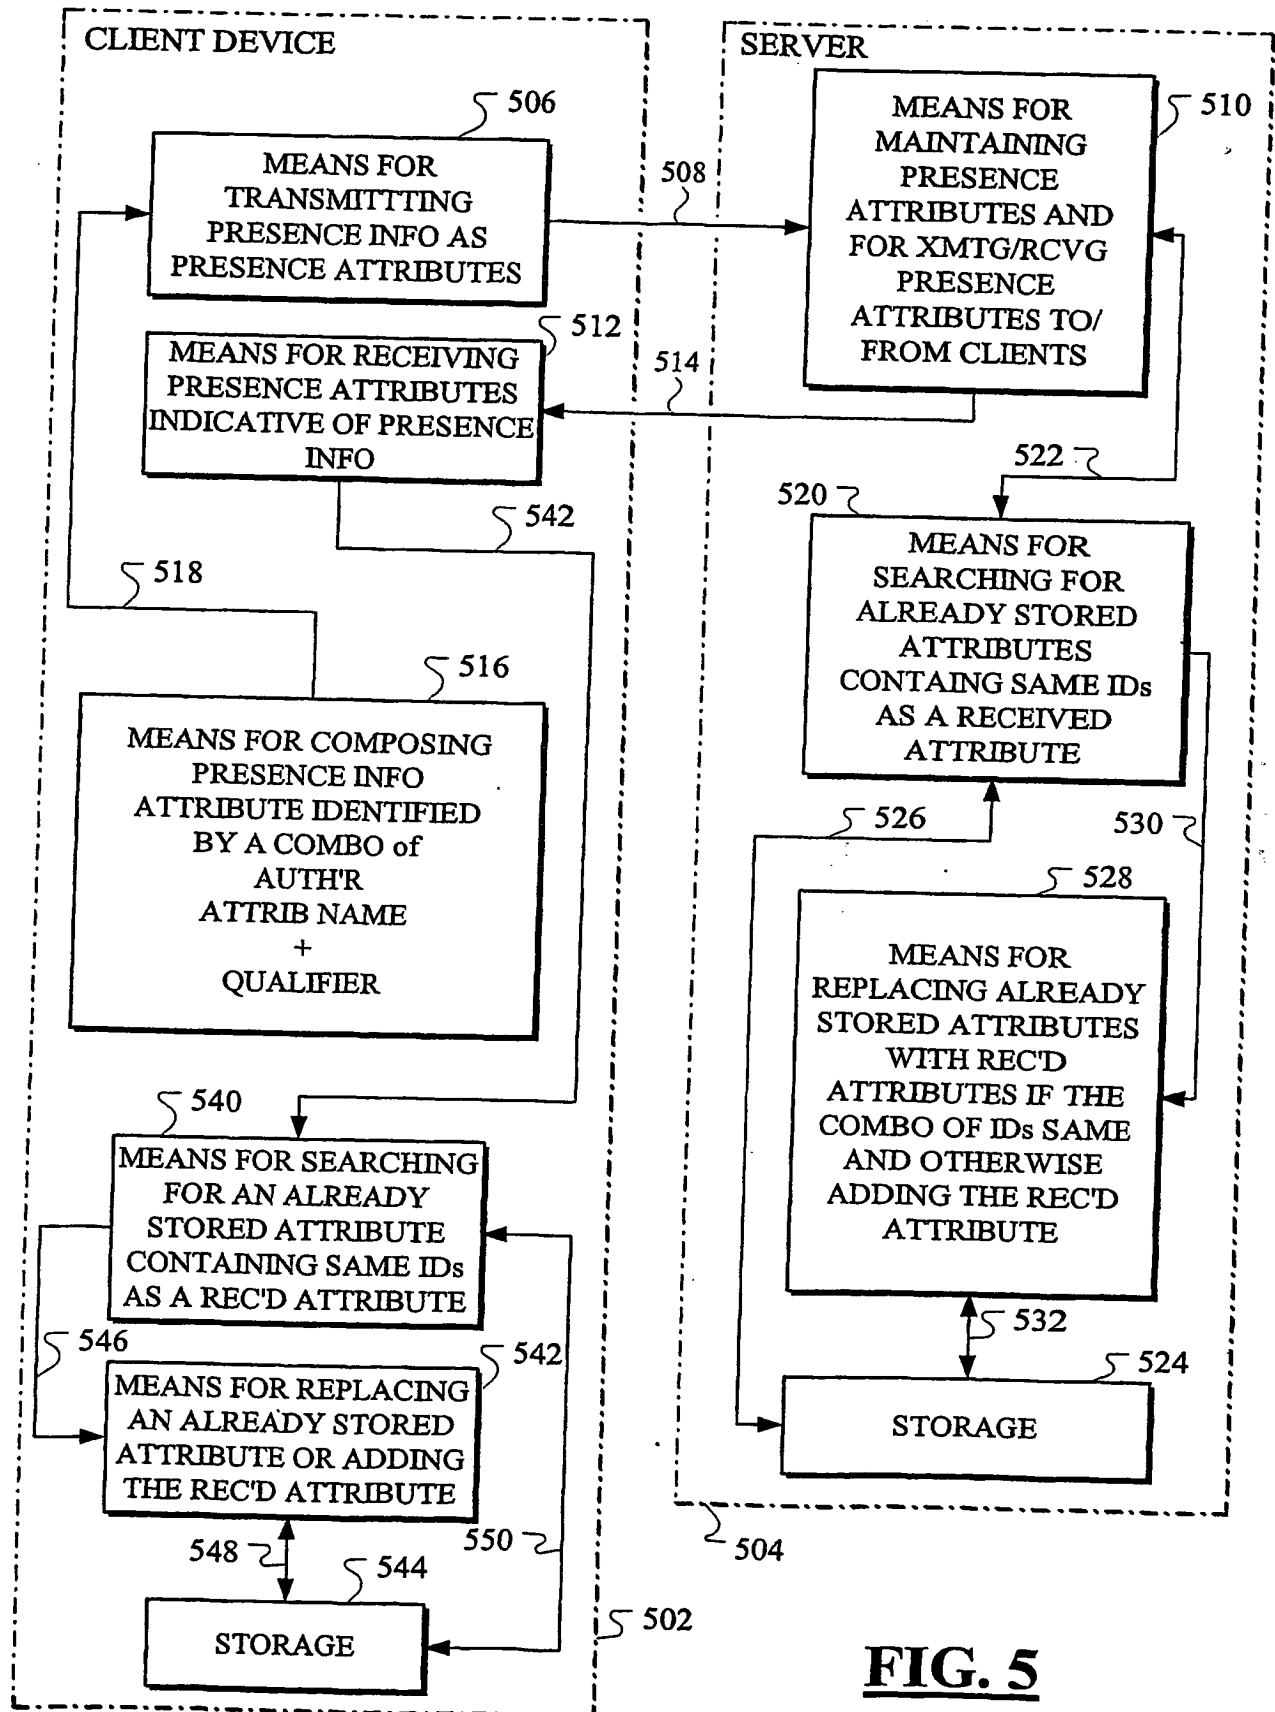 CLIENT DEVICE
506
MEANS FOR
TRANSMITTTING
PRESENCE INFO AS
PRESENCE ATTRIBUTES
508
512
MEANS FOR RECEIVING
PRESENCE ATTRIBUTES
INDICATIVE OF PRESENCE
INFO
514
542
518
516
MEANS FOR COMPOSING
PRESENCE INFO
ATTRIBUTE IDENTIFIED
BY A COMBO of
AUTH'R
ATTRIB NAME
+
QUALIFIER
540
MEANS FOR SEARCHING
FOR AN ALREADY
STORED ATTRIBUTE
CONTAINING SAME IDs
AS A REC'D ATTRIBUTE
546
542
MEANS FOR REPLACING
AN ALREADY STORED
ATTRIBUTE OR ADDING
THE REC'D ATTRIBUTE
548
550
544
STORAGE
502
SERVER
510
MEANS FOR
MAINTAINING
PRESENCE
ATTRIBUTES AND
FOR XMTG/RCVG
PRESENCE
ATTRIBUTES TO/
FROM CLIENTS
522
520
MEANS FOR
SEARCHING FOR
ALREADY STORED
ATTRIBUTES
CONTAING SAME IDs
AS A RECEIVED
ATTRIBUTE
526
530
528
MEANS FOR
REPLACING ALREADY
STORED ATTRIBUTES
WITH REC'D
ATTRIBUTES IF THE
COMBO OF IDs SAME
AND OTHERWISE
ADDING THE REC'D
ATTRIBUTE
532
524
STORAGE
504
FIG. 5